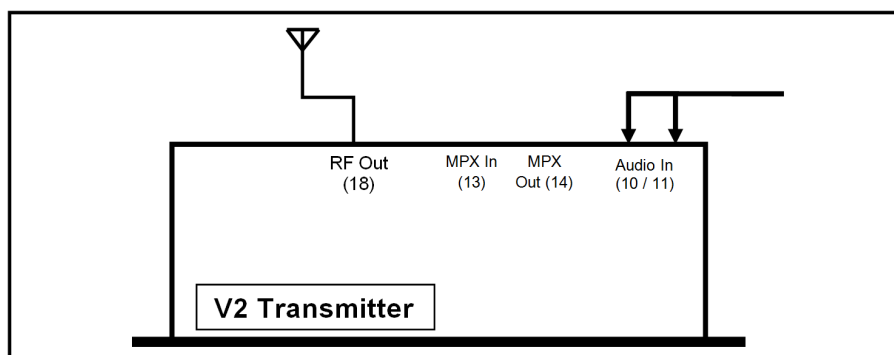 RF Out
(18)
MPX In
(13)
MPX
Out (14)
Audio In
(10 / 11)
V2 Transmitter